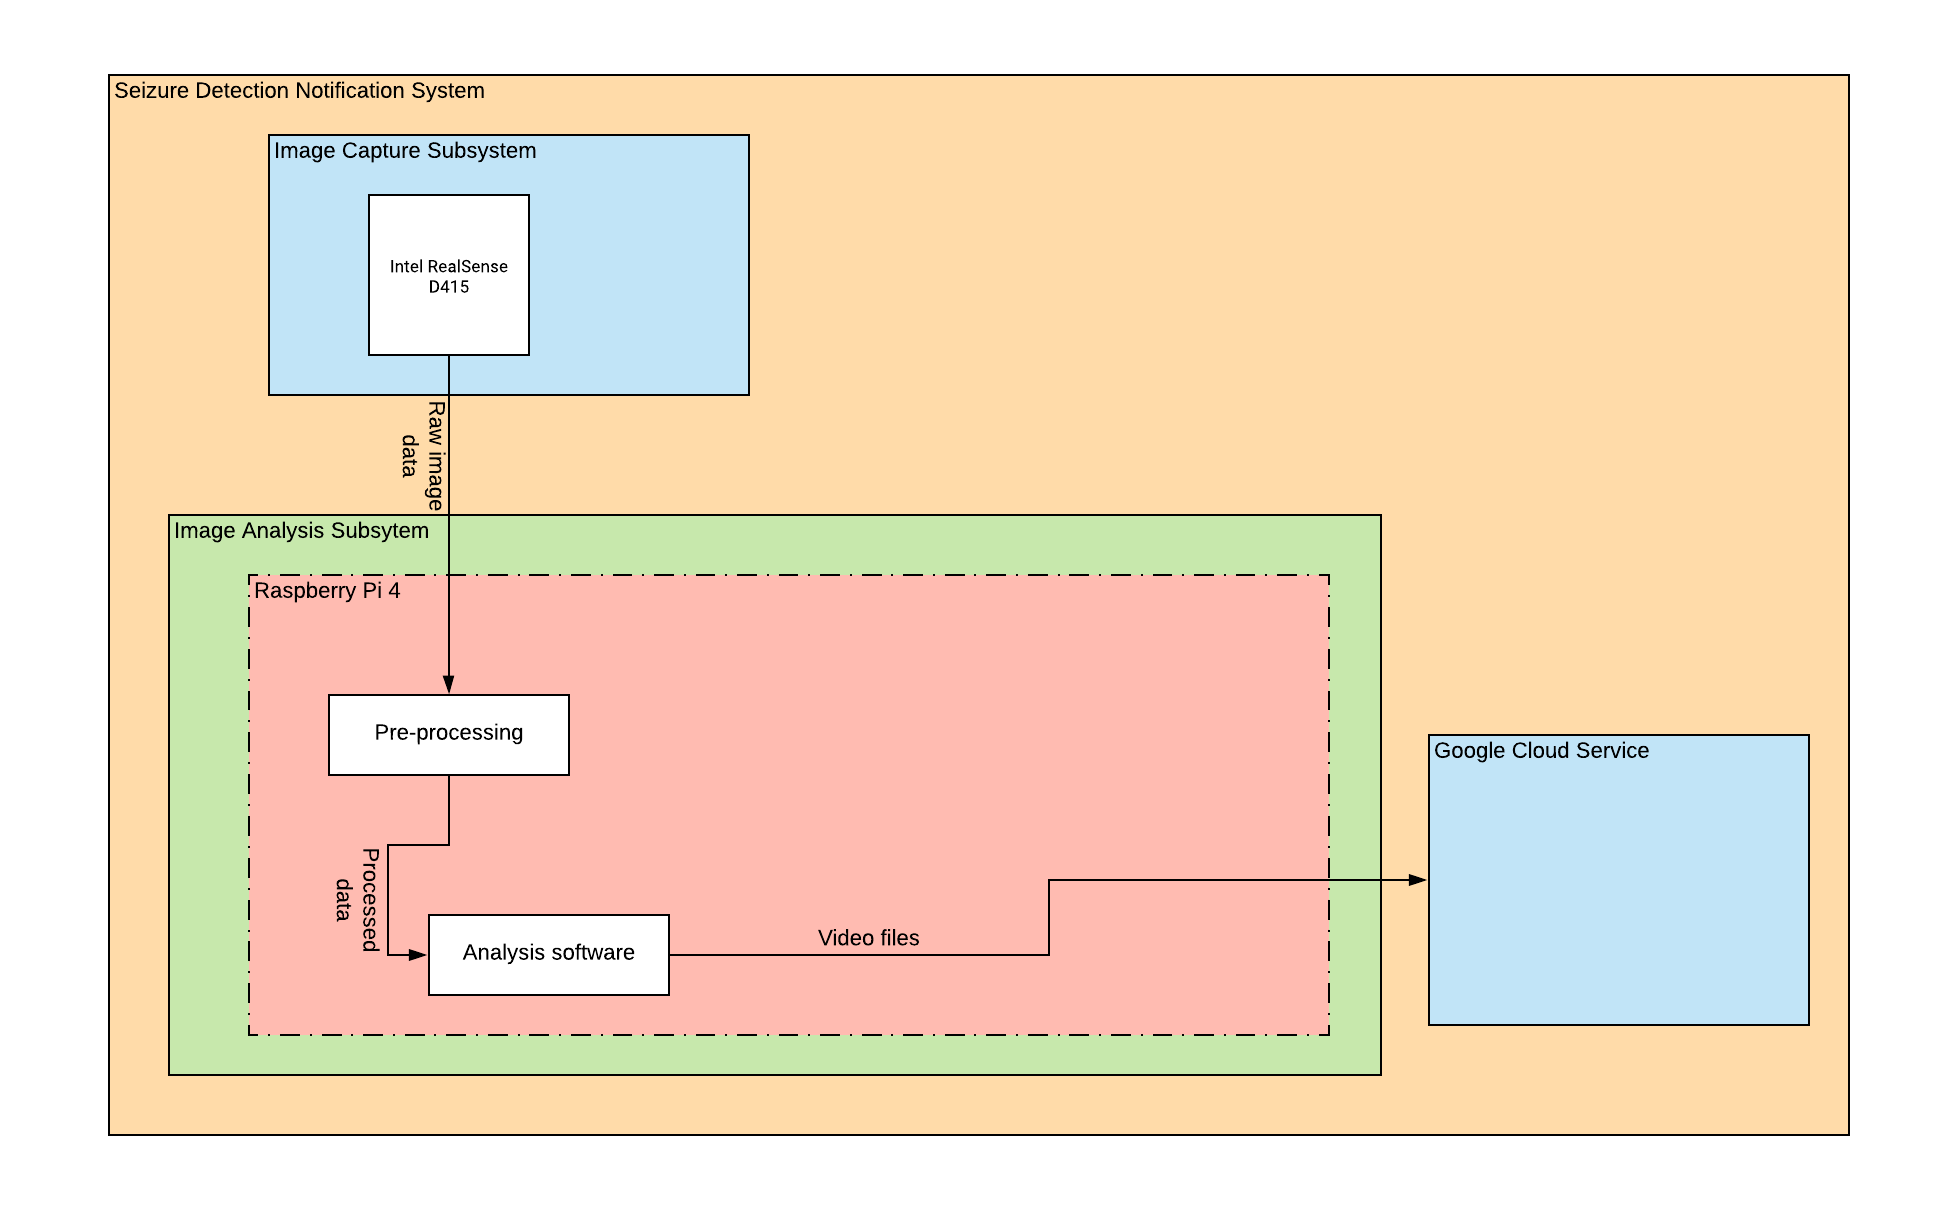 Seizure Detection Notification System
Image Capture Subsystem
Intel RealSense
D415
Raw image
data
Image Analysis Subsytem
Raspberry Pi 4
Pre-processing
Google Cloud Service
Processed
data
Video files
Analysis software